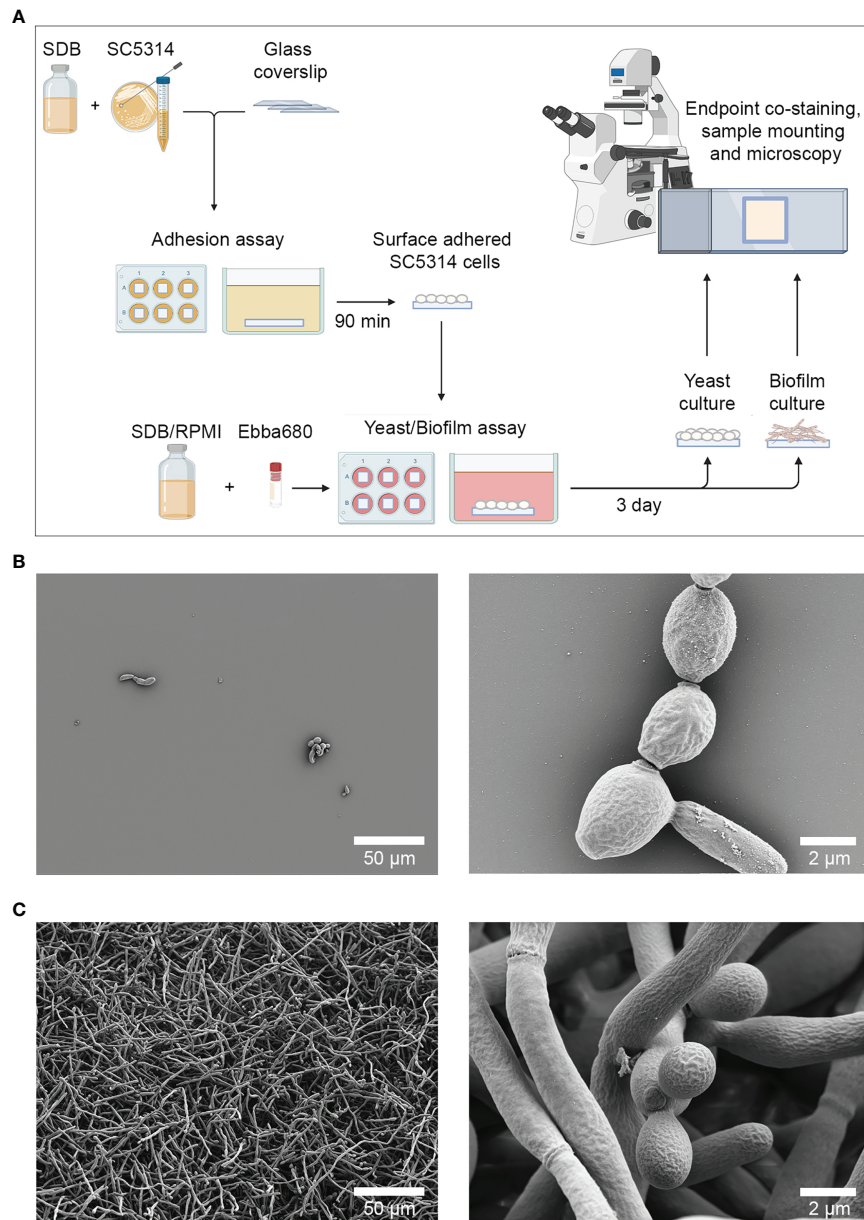 A
SDB
SC5314
+
Glass
coverslip
Endpoint co-staining,
sample mounting
and microscopy
Adhesion assay
1 2 3
A
B
90 min
Surface adhered
SC5314 cells
SDB/RPMI
+
Ebba680
Yeast/Biofilm assay
1 2 3
A
B
3 day
Yeast
culture
Biofilm
culture
B
50 µm
2 µm
C
50 µm
2 µm